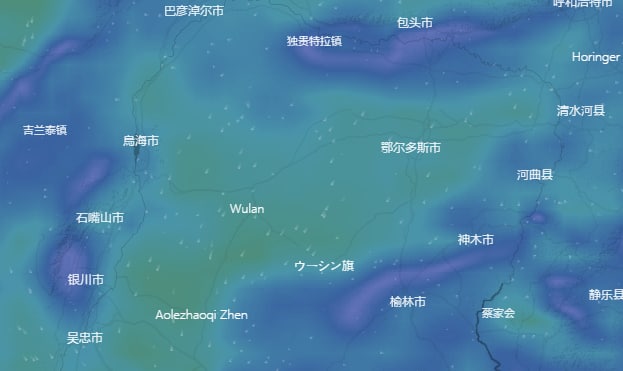 呼和浩特市
巴彦淖尔市
包头市
独贵特拉镇
Horinger
清水河县
吉兰泰镇
乌海市
鄂尔多斯市
河曲县
Wulan
石嘴山市
神木市
ウーシン旗
银川市
静乐县
榆林市
Aolezhaoqi Zhen
蔡家会
吴忠市